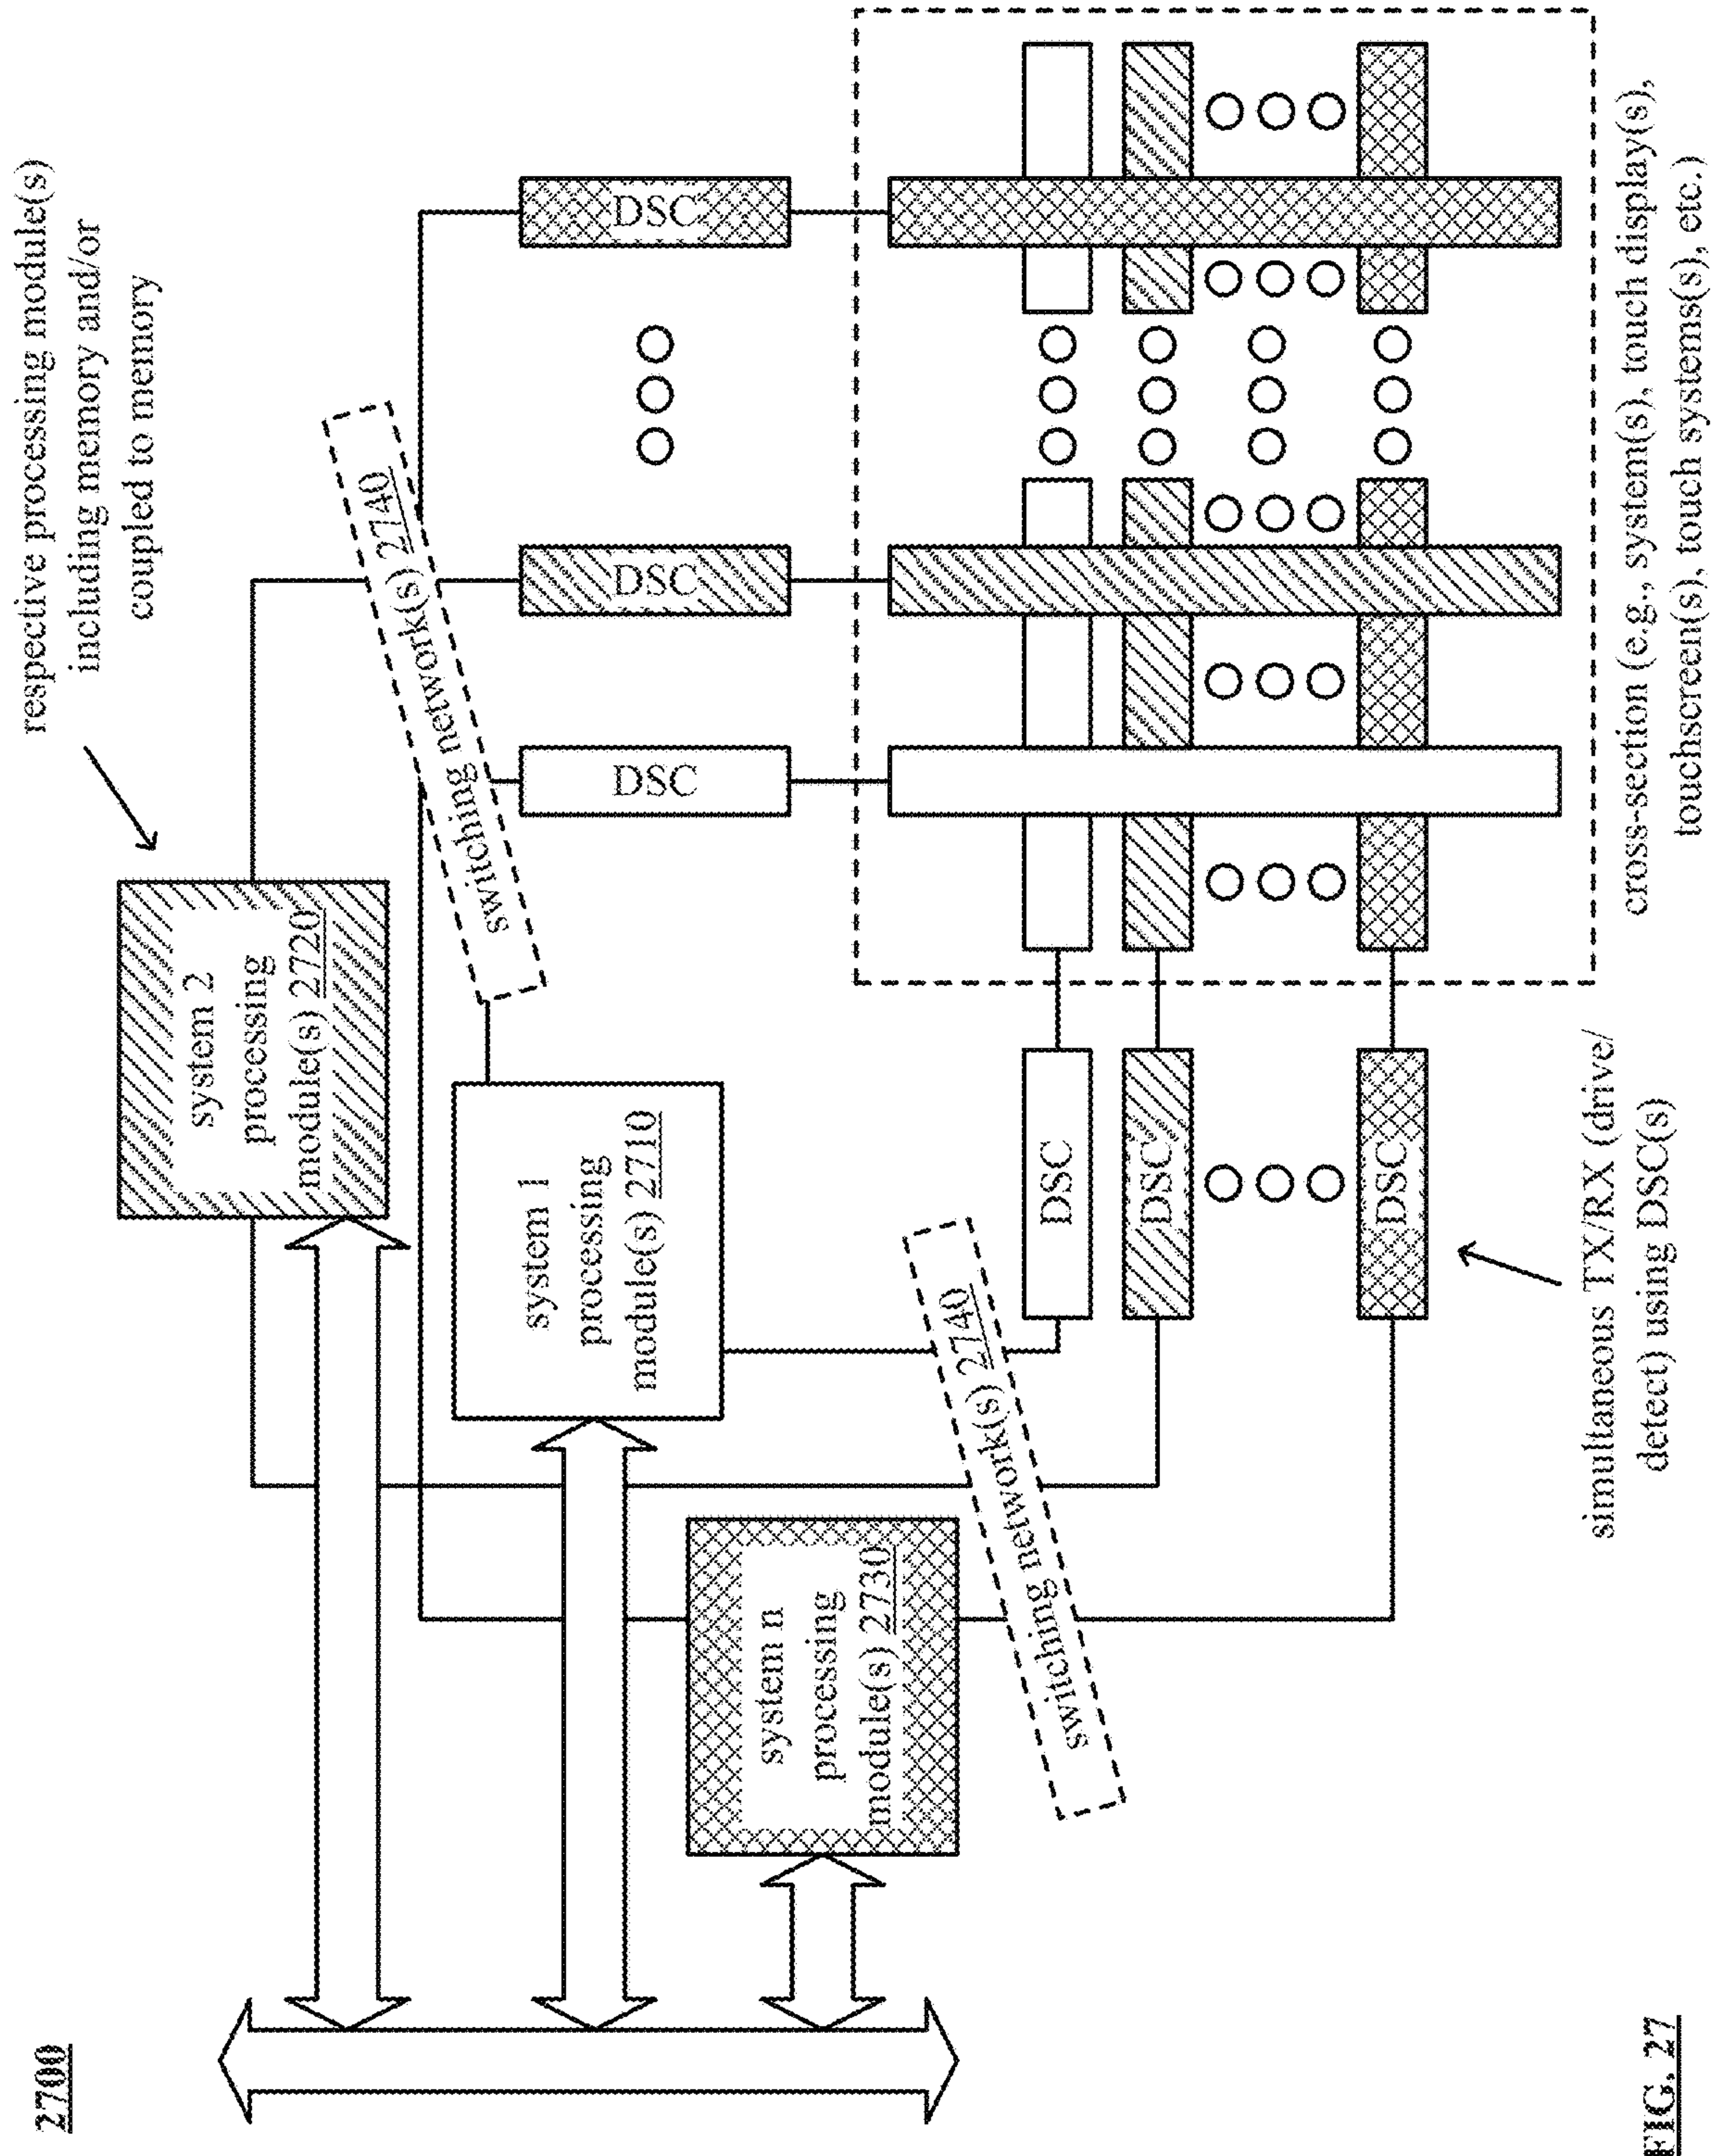 2700
respective processing module(s)
including memory and/or
coupled to memory
system 2
processing
module(s) 2720
switching network(s) 2740
system 1
processing
module(s) 2710
DSC
DSC
DSC
system n
processing
module(s) 2730
switching network(s) 2740
DSC
DSC
DSC
simultaneous TX/RX (drive/
detect) using DSC(s)
cross-section (e.g., system(s), touch display(s),
touchscreen(s), touch systems(s), etc.)
FIG. 27